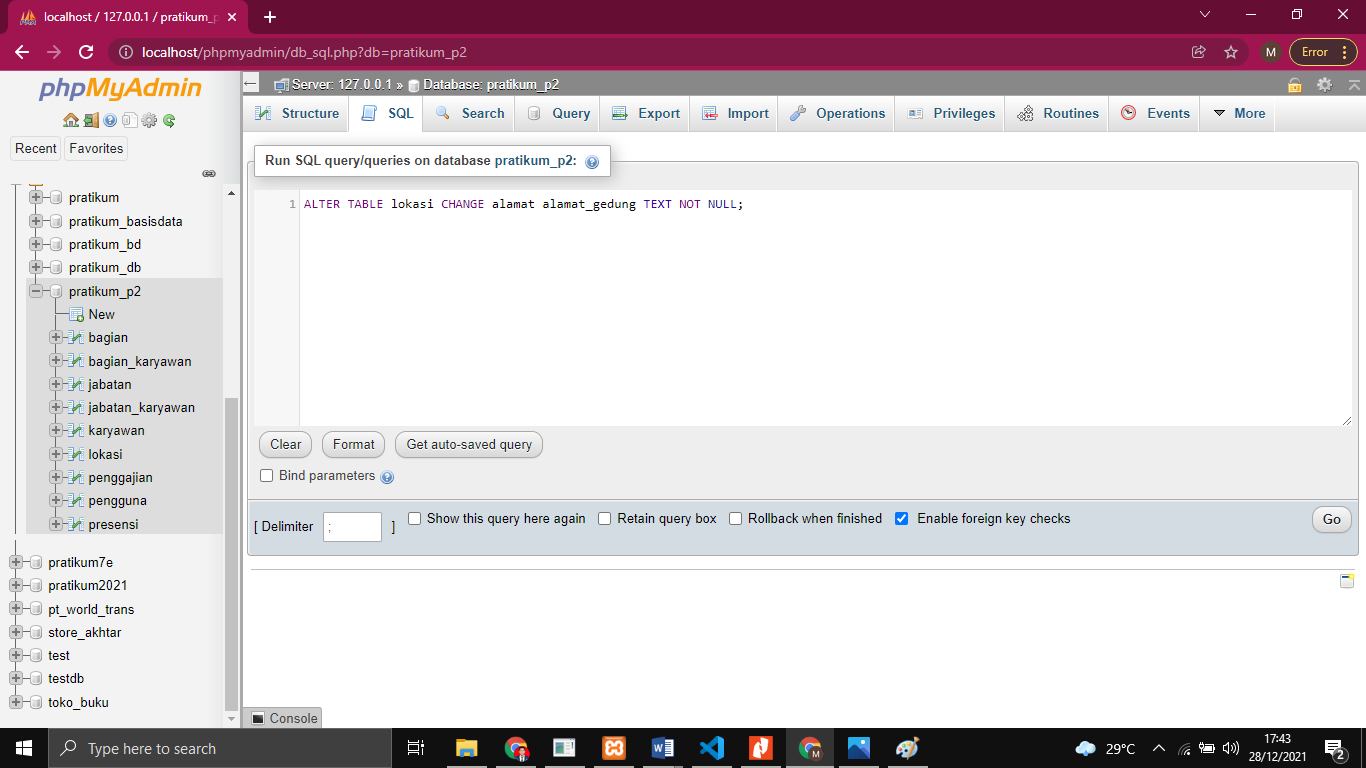 localhost / 127.0.0.1 / pratikum_p
localhost/phpmyadmin/db_sql.php?db=pratikum_p2
M
Error
phpMyAdmin
Recent
Favorites
pratikum
pratikum_basisdata
pratikum_bd
pratikum_db
pratikum_p2
New
bagian
bagian_karyawan
jabatan
jabatan_karyawan
karyawan
lokasi
penggajian
pengguna
presensi
pratikum7e
pratikum2021
pt_world_trans
store_akhtar
test
testdb
toko_buku
Server: 127.0.0.1 » Database: pratikum_p2
Structure SQL Search Query Export Import Operations Privileges Routines Events More
Run SQL query/queries on database pratikum_p2:
1 ALTER TABLE lokasi CHANGE alamat alamat_gedung TEXT NOT NULL;
Clear Format Get auto-saved query
Bind parameters
[ Delimiter ; ] Show this query here again Retain query box Rollback when finished Enable foreign key checks Go
Console
Type here to search
29°C
17:43
28/12/2021
2